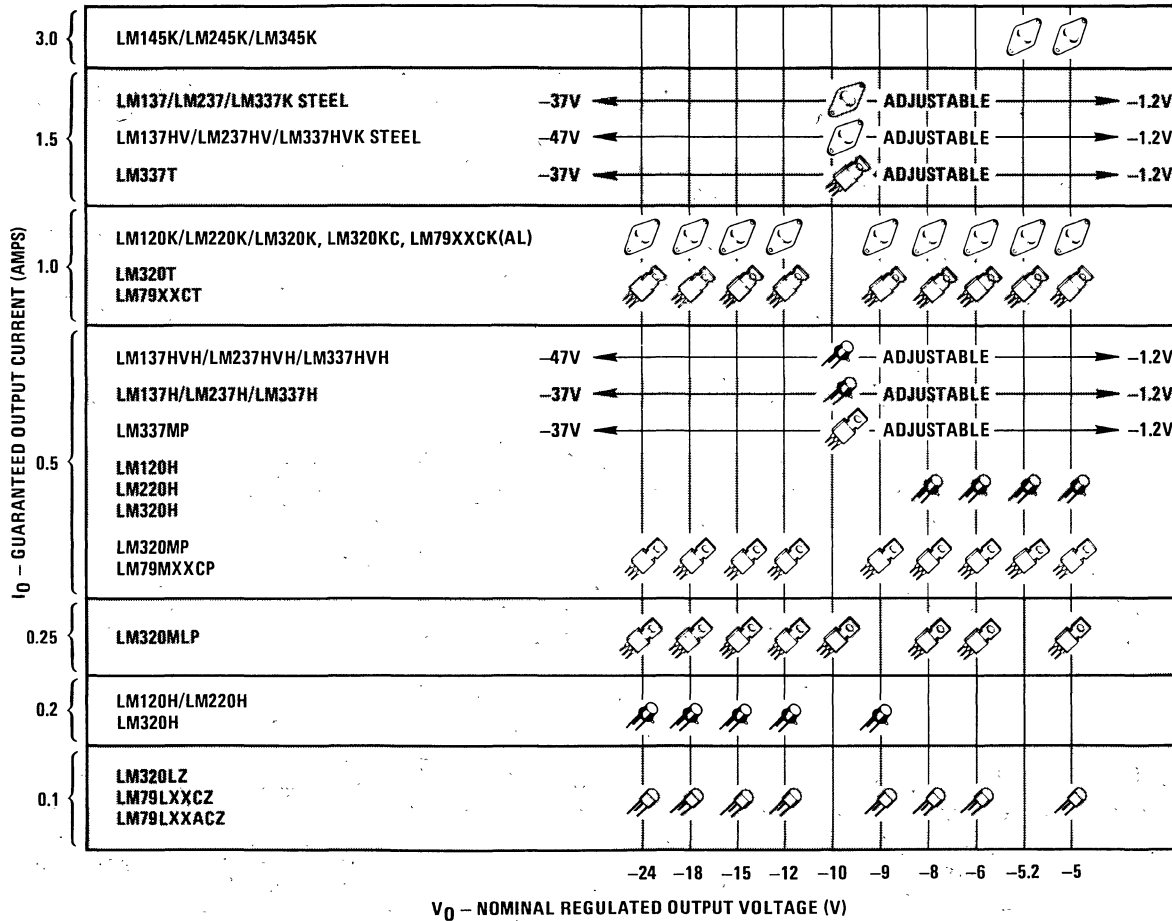 I₀ – GUARANTEED OUTPUT CURRENT (AMPS)
3.0
LM145K/LM245K/LM345K
1.5
LM137/LM237/LM337K STEEL −37V ADJUSTABLE −1.2V
LM137HV/LM237HV/LM337HVK STEEL −47V ADJUSTABLE −1.2V
LM337T −37V ADJUSTABLE −1.2V
1.0
LM120K/LM220K/LM320K, LM320KC, LM79XXCK(AL)
LM320T
LM79XXCT
0.5
LM137HVH/LM237HVH/LM337HVH −47V ADJUSTABLE −1.2V
LM137H/LM237H/LM337H −37V ADJUSTABLE −1.2V
LM337MP −37V ADJUSTABLE −1.2V
LM120H
LM220H
LM320H
LM320MP
LM79MXXCP
0.25
LM320MLP
0.2
LM120H/LM220H
LM320H
0.1
LM320LZ
LM79LXXCZ
LM79LXXACZ
−24 −18 −15 −12 −10 −9 −8 −6 −5.2 −5
V₀ – NOMINAL REGULATED OUTPUT VOLTAGE (V)